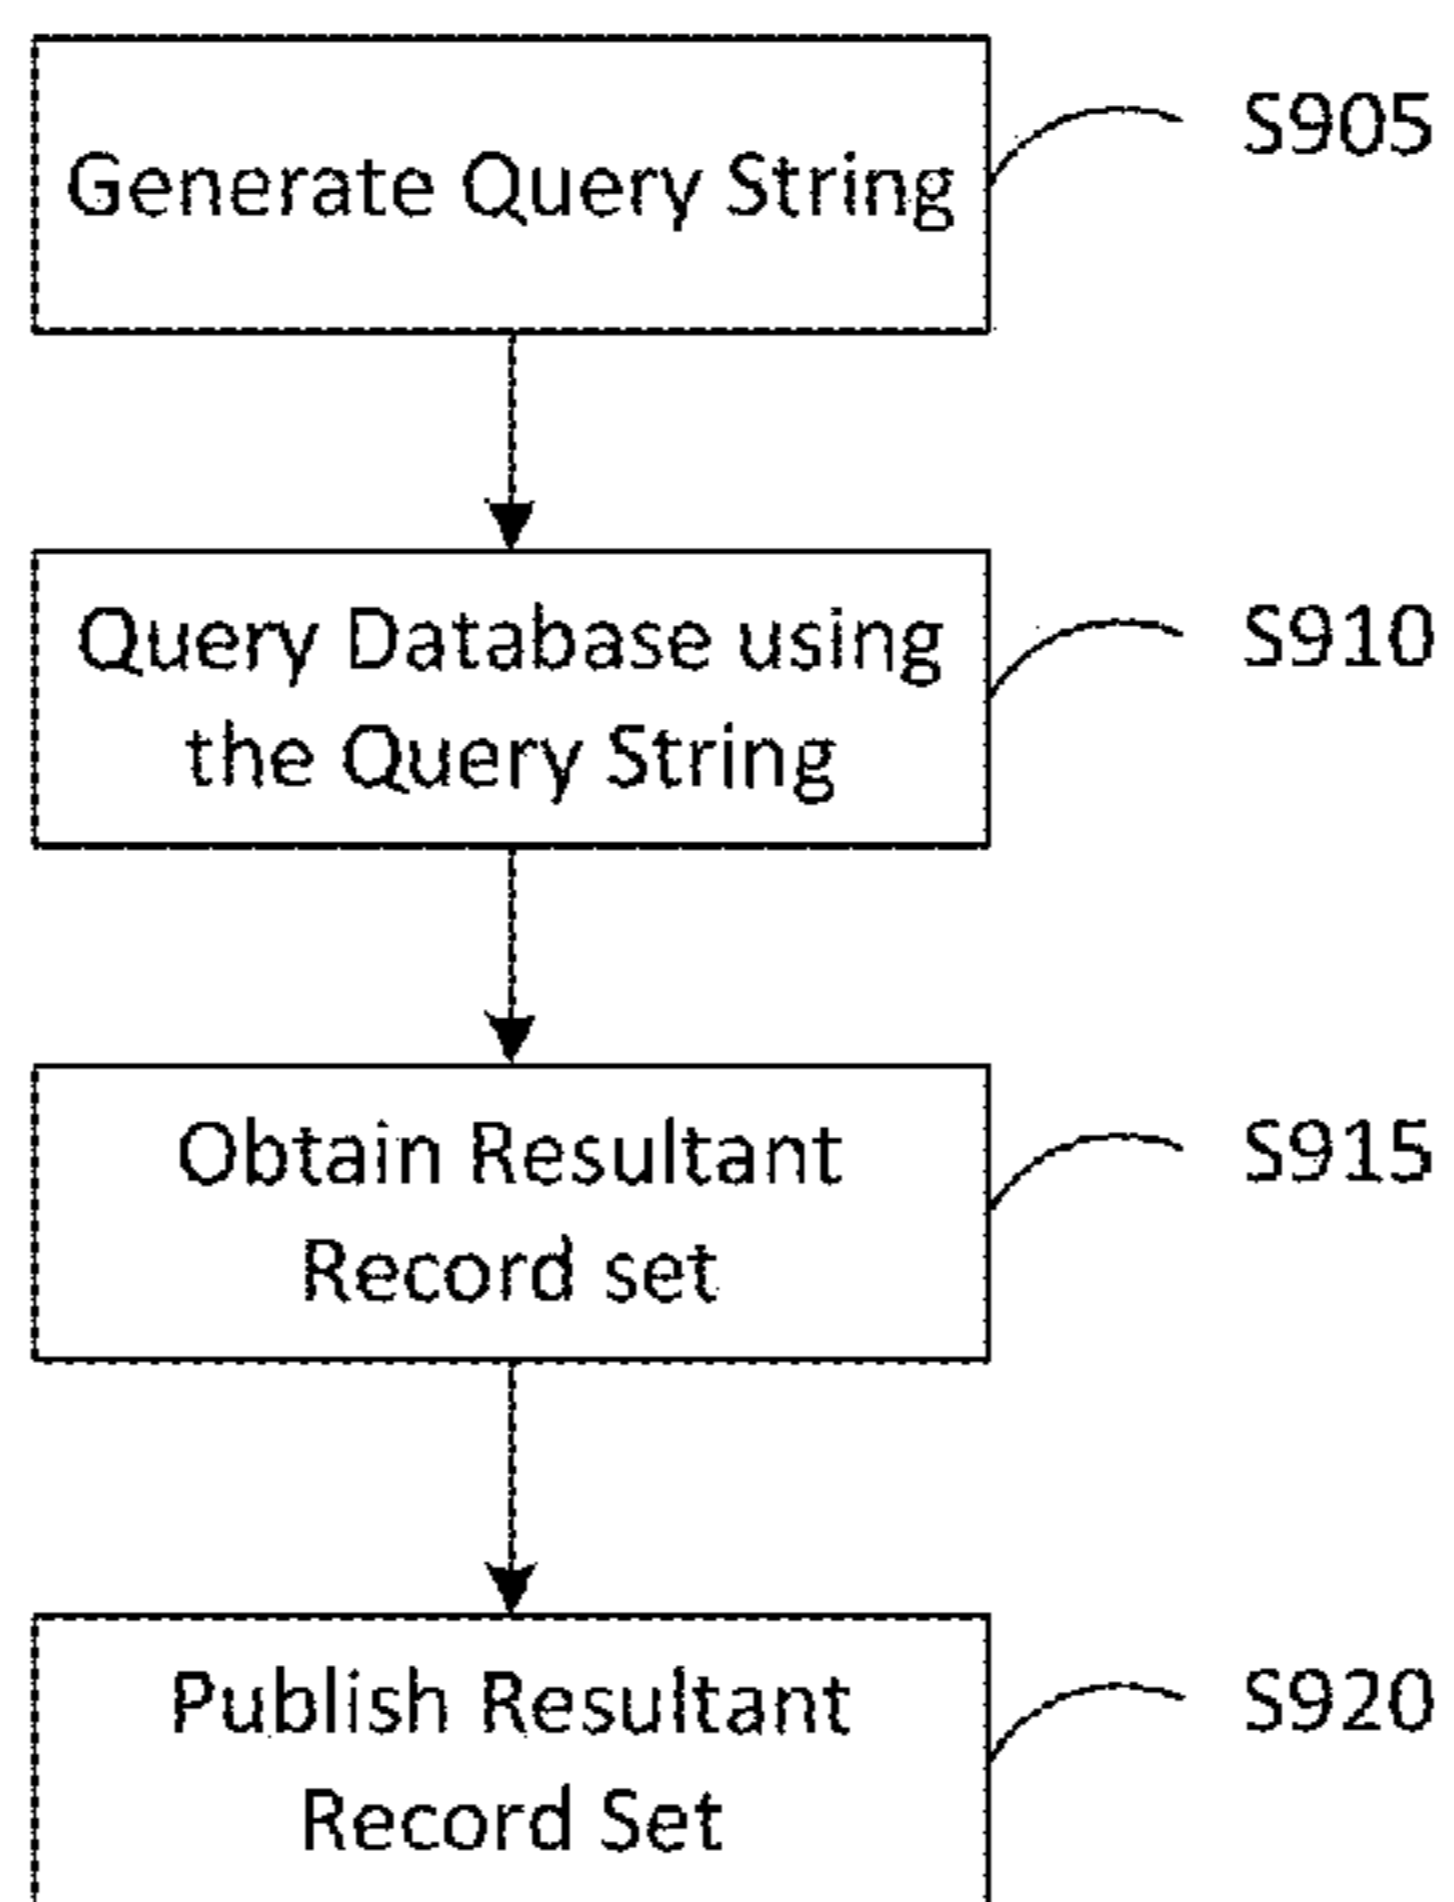 Generate Query String
S905
Query Database using
the Query String
S910
Obtain Resultant
Record set
S915
Publish Resultant
Record Set
S920